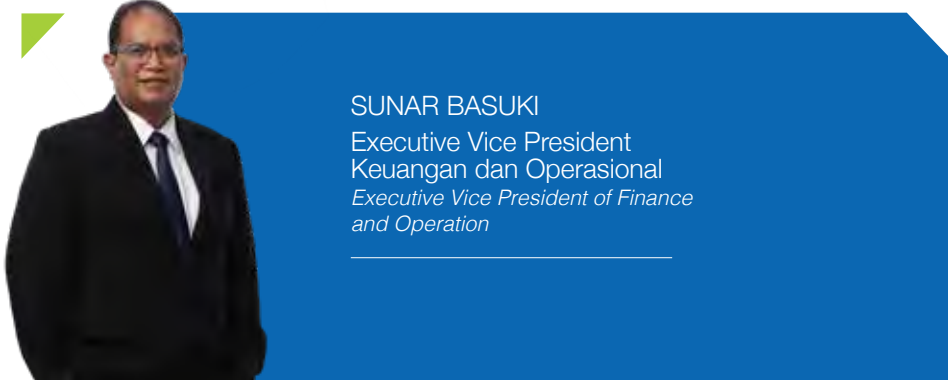 SUNAR BASUKI
Executive Vice President
Keuangan dan Operasional
Executive Vice President of Finance
and Operation